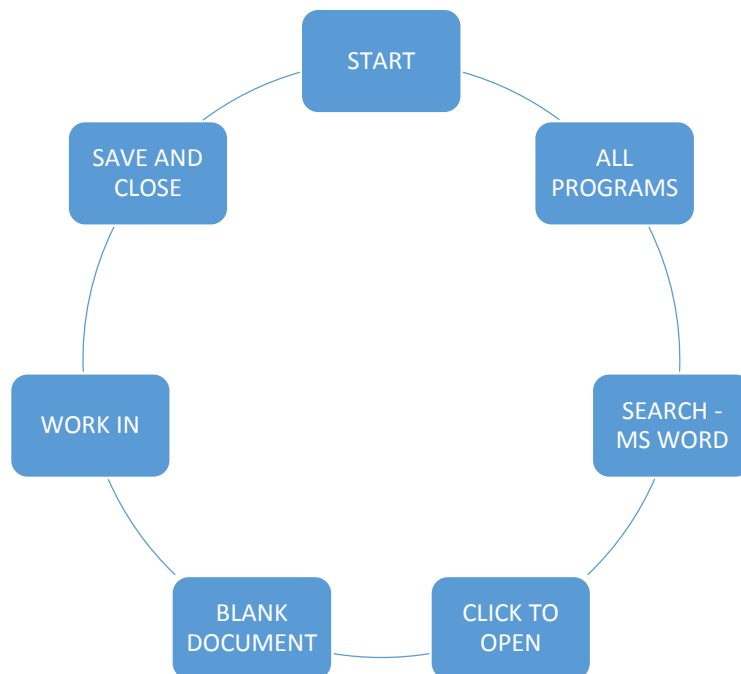 START
ALL
PROGRAMS
SEARCH -
MS WORD
CLICK TO
OPEN
BLANK
DOCUMENT
WORK IN
SAVE AND
CLOSE